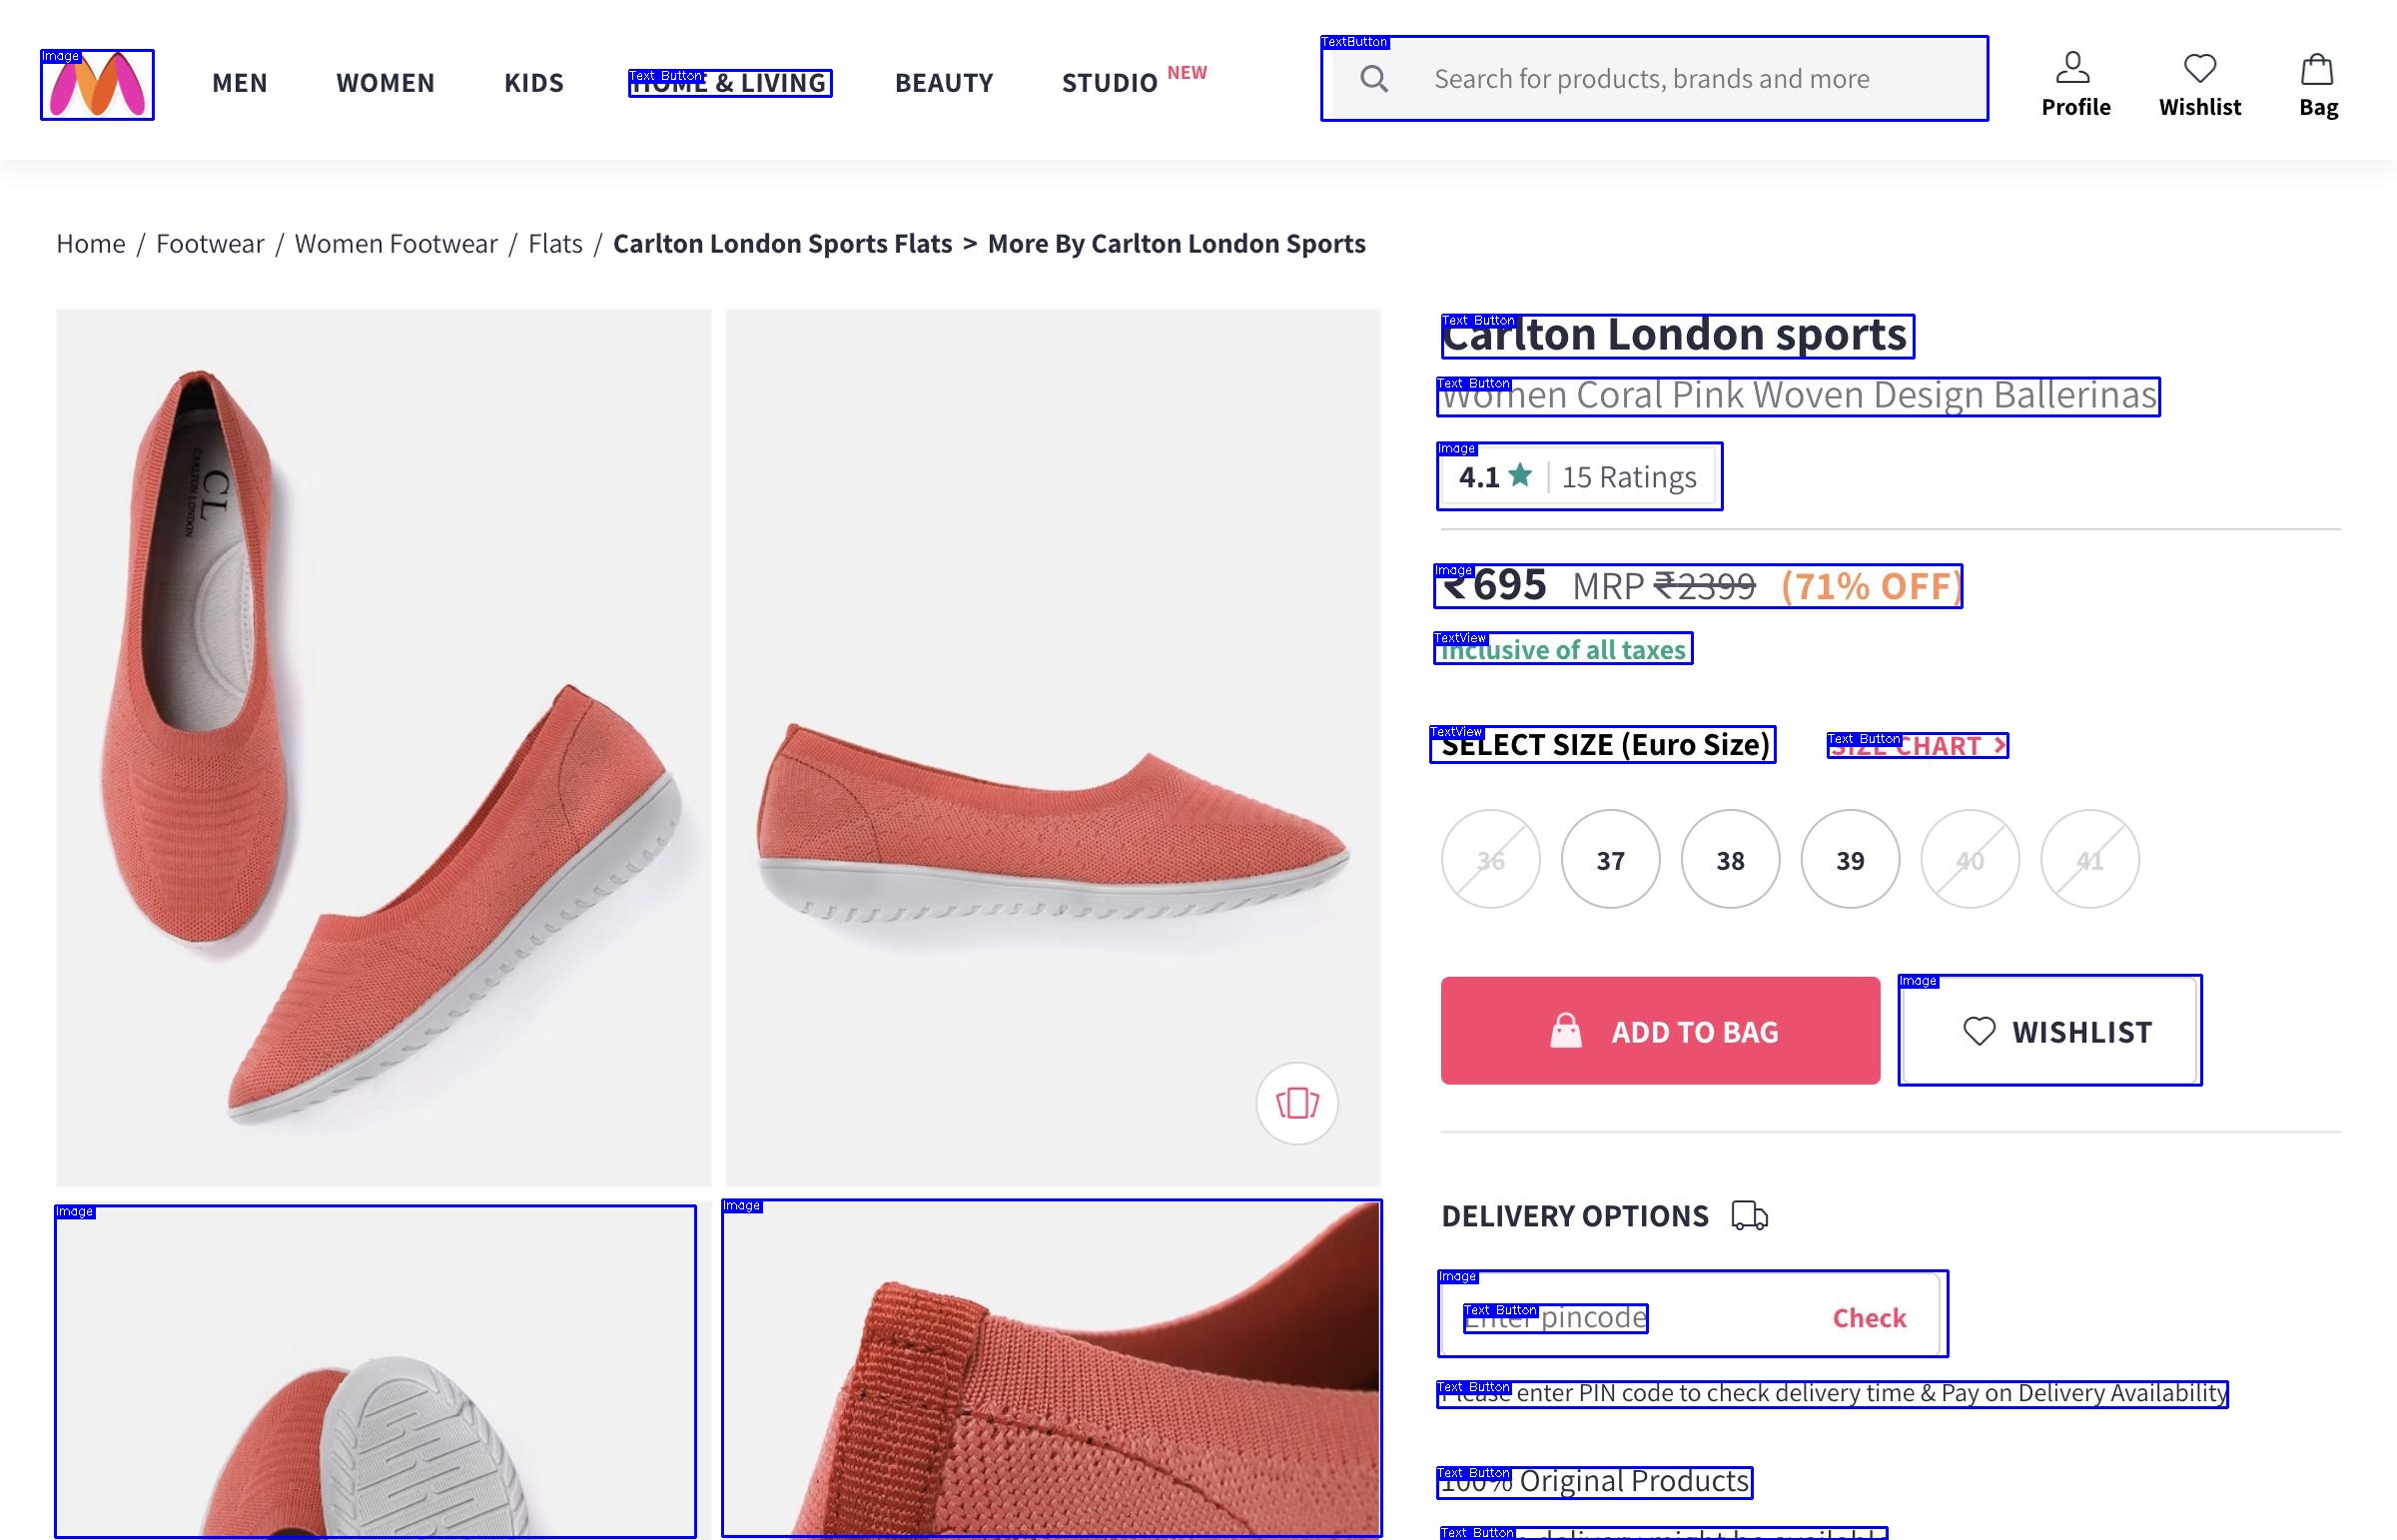 Image
MEN WOMEN KIDS Text Button HOME & LIVING BEAUTY STUDIO NEW
TextButton
Search for products, brands and more
Profile Wishlist Bag
Home / Footwear / Women Footwear / Flats / Carlton London Sports Flats > More By Carlton London Sports
CL
CARLTON LONDON
Text Button
Carlton London sports
Text Button
Women Coral Pink Woven Design Ballerinas
Image
4.1 | 15 Ratings
Image
₹695 MRP ₹2399 (71% OFF)
TextView
inclusive of all taxes
TextView
SELECT SIZE (Euro Size)
Text Button
SIZE CHART >
36 37 38 39 40 41
ADD TO BAG
Image
WISHLIST
Image
Image
DELIVERY OPTIONS
Image
Text Button
Enter pincode
Check
Text Button
Please enter PIN code to check delivery time & Pay on Delivery Availability
Text Button
100% Original Products
Text Button
delivery might be available